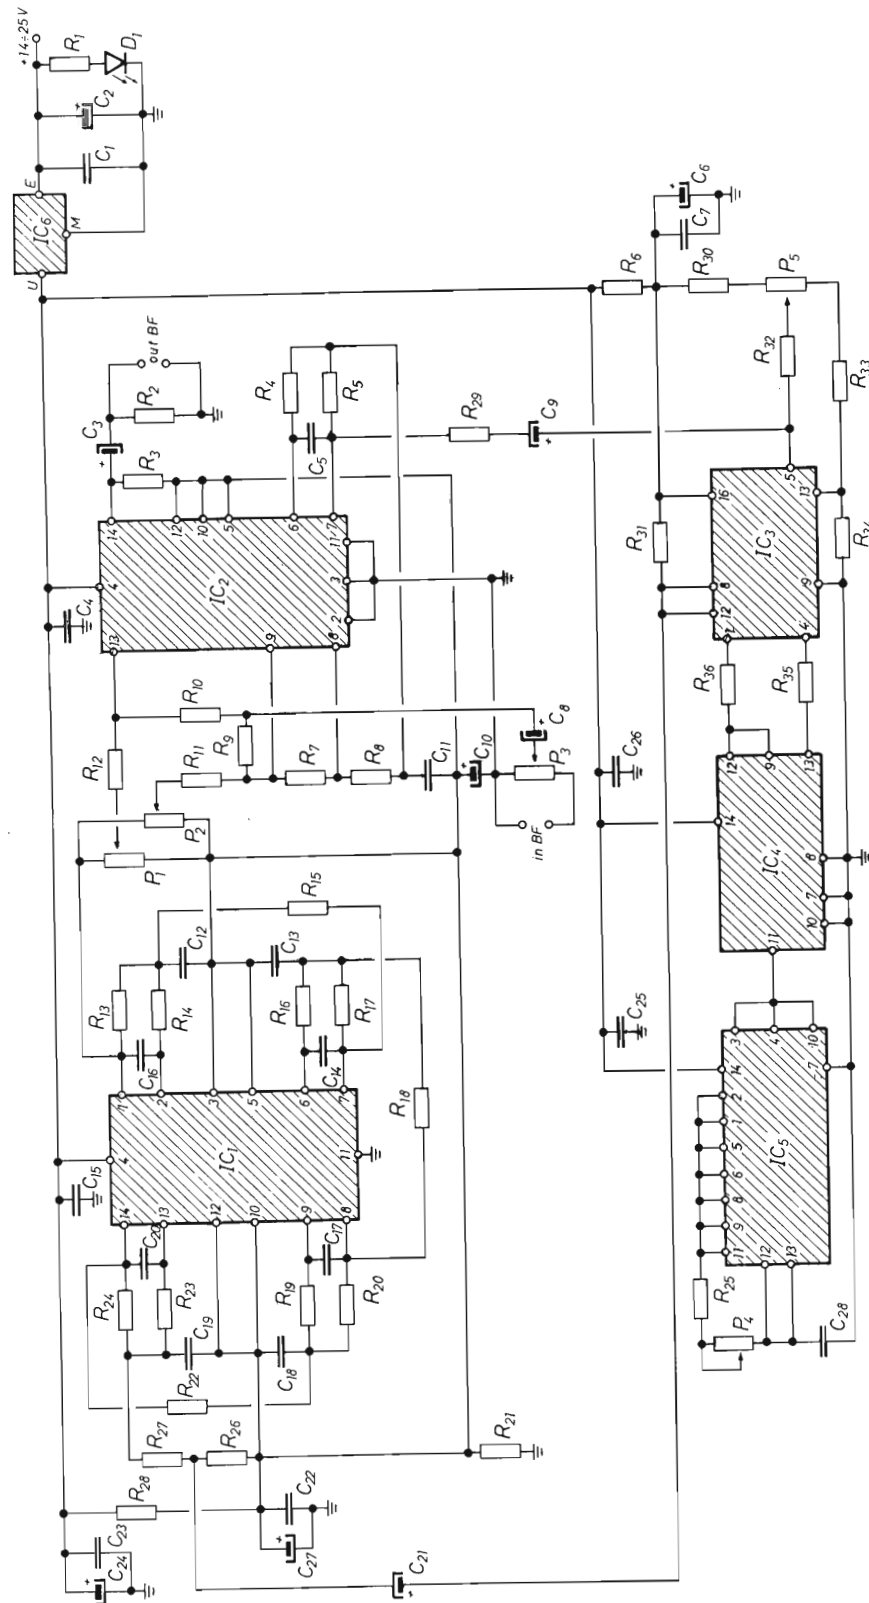 +14÷25V
R1
D1
C2
+
C1
E
IC6
M
U
out BF
R2
C3
+
R3
R4
R5
C5
14
12
10
5
6
7
4
IC2
11
3
2
13
9
8
C4
R29
C9
+
R6
C6
+
C7
R30
P5
R32
R33
R31
16
5
13
IC3
8
12
1
9
4
R34
R36
R35
R10
R9
R12
R11
R7
R8
C11
C10
+
C8
+
P3
in BF
P2
P1
C26
12
9
13
14
IC4
8
7
10
11
R15
C12
C13
R13
R14
R16
R17
C16
C14
R18
1
2
3
5
6
7
4
IC1
11
14
13
12
10
9
8
C15
C25
3
4
10
14
7
2
1
5
6
8
9
11
IC5
12
13
C20
C17
R24
R23
R19
R20
C19
C18
R22
R27
R26
R21
R25
P4
C28
R28
C22
C27
+
C23
C24
+
C21
+